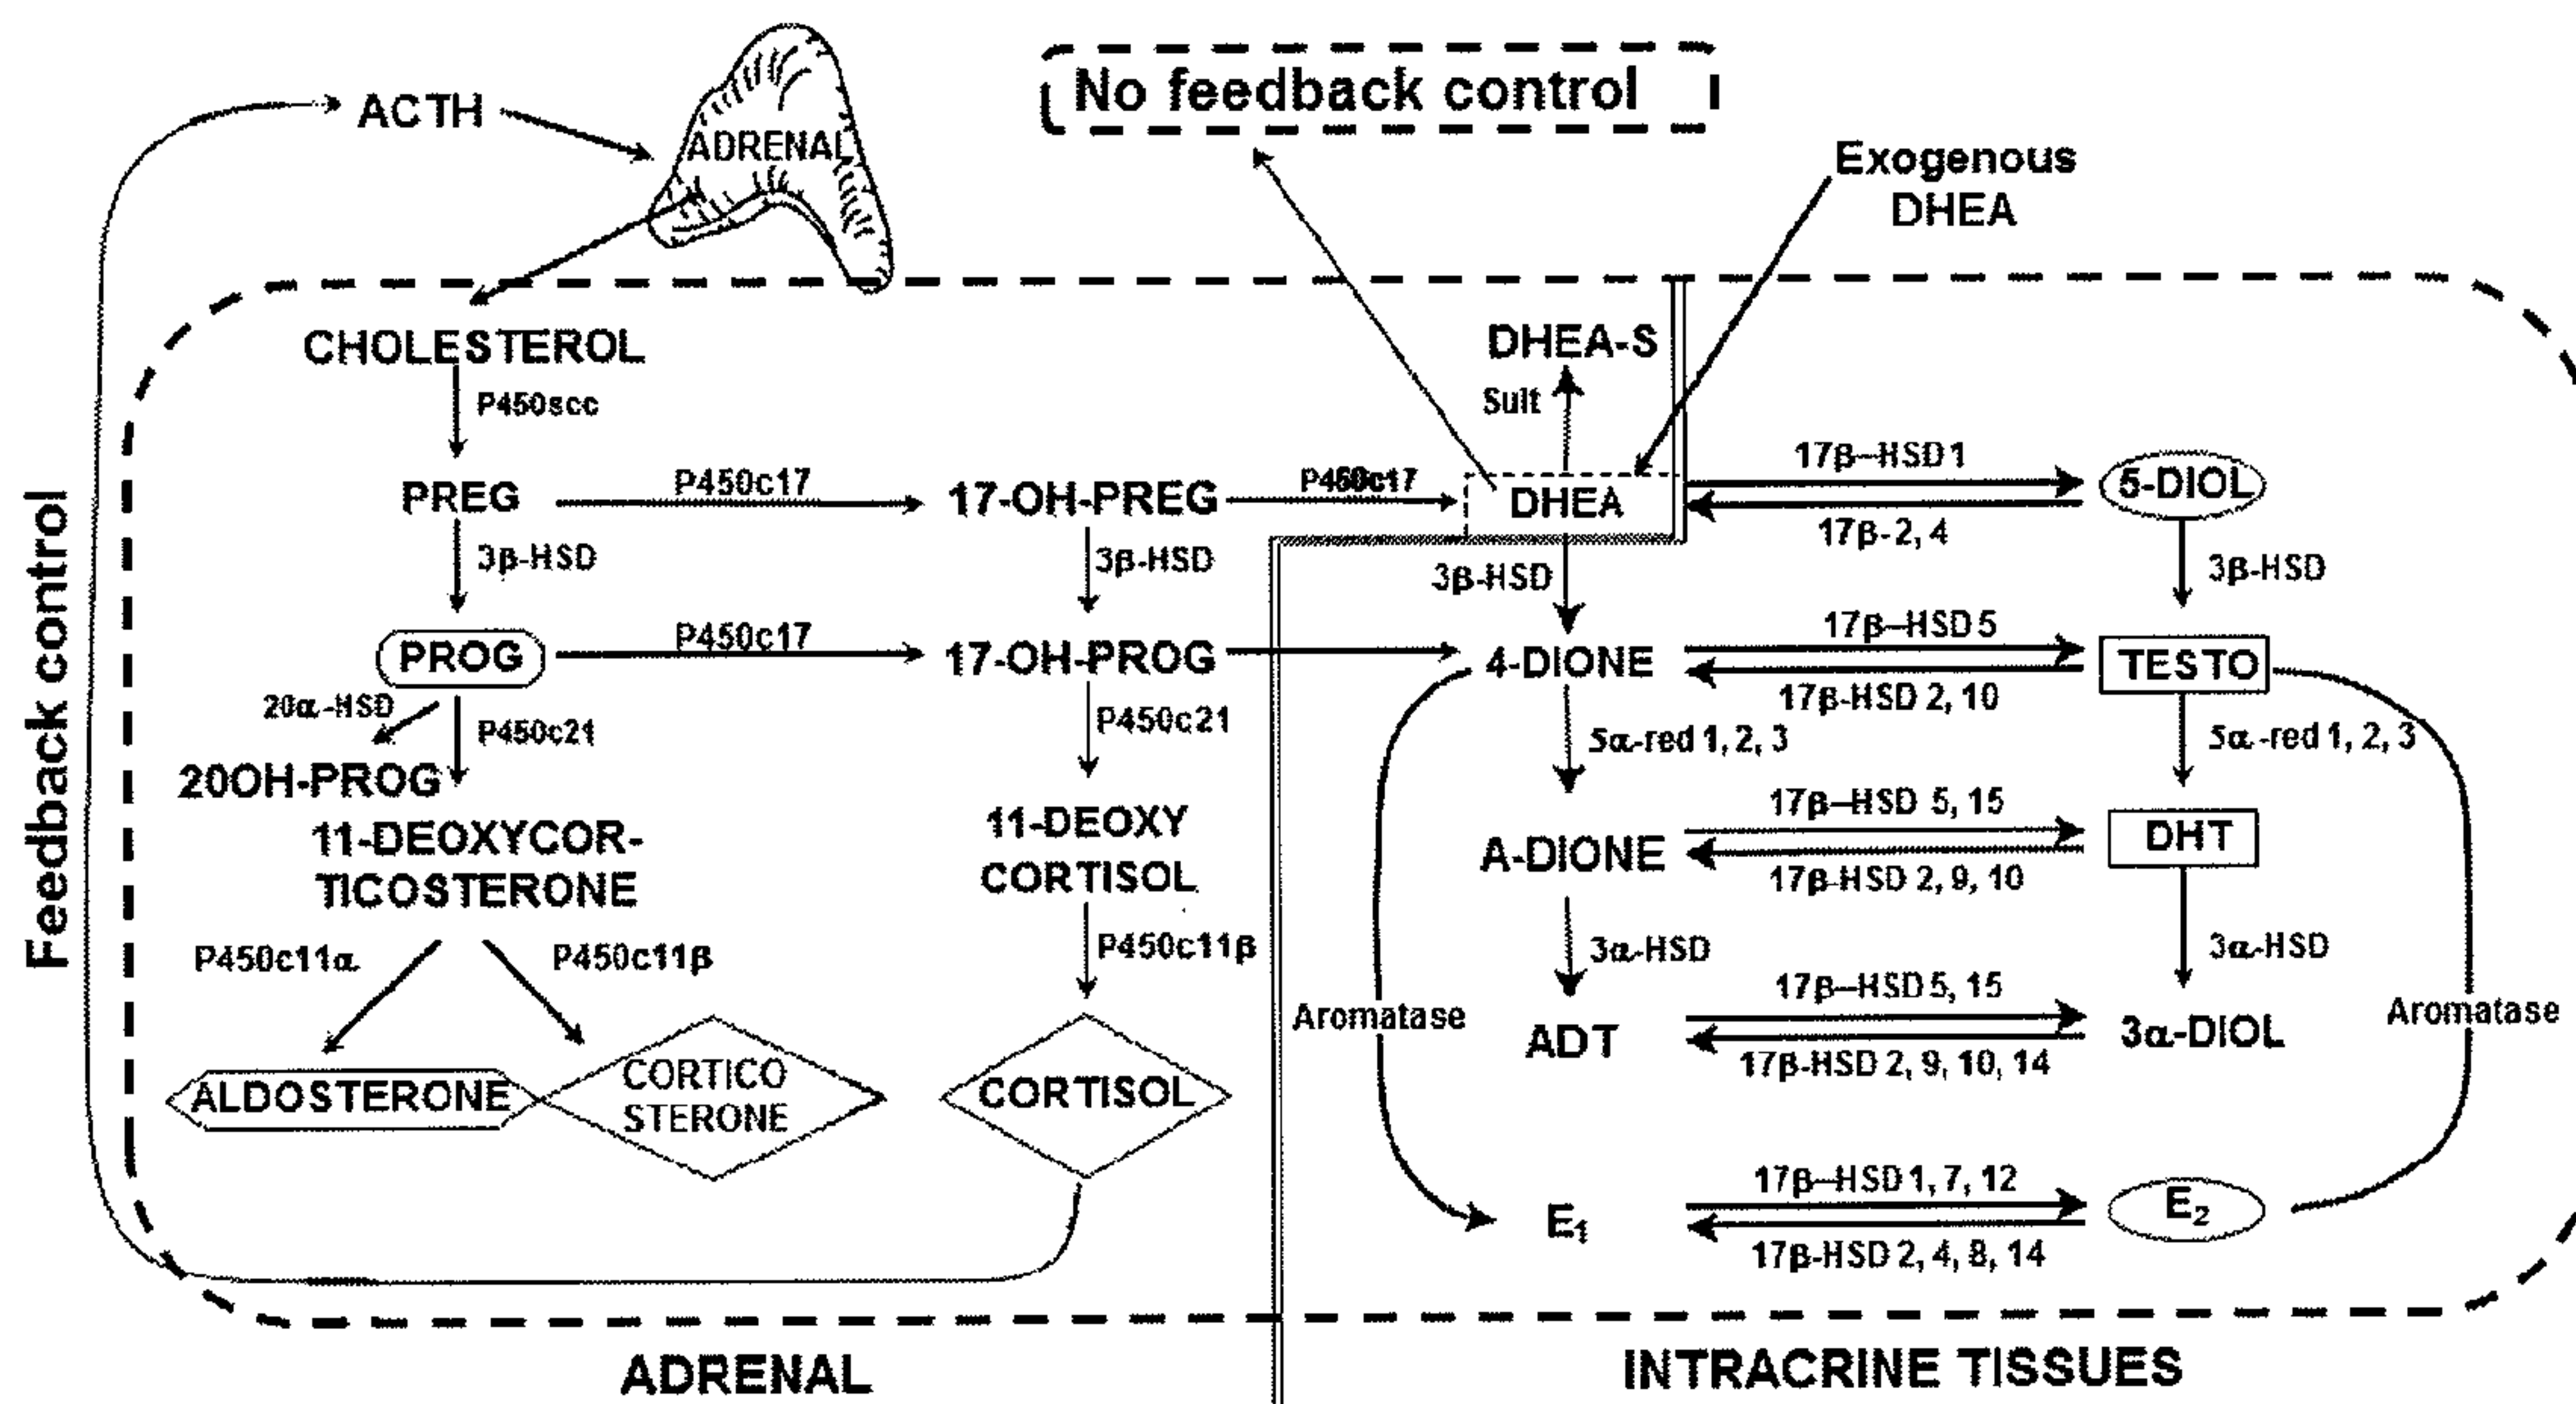 No feedback control
ACTH
ADRENAL
Exogenous
DHEA
Feedback control
CHOLESTEROL
P450scc
DHEA-S
Sult
PREG
P450c17
17-OH-PREG
P450c17
DHEA
17β-HSD1
17β-2, 4
5-DIOL
3β-HSD
3β-HSD
3β-HSD
3β-HSD
PROG
P450c17
17-OH-PROG
4-DIONE
17β-HSD 5
17β-HSD 2, 10
TESTO
20α-HSD
P450c21
P450c21
5α-red 1, 2, 3
5α-red 1, 2, 3
20OH-PROG
11-DEOXYCOR-
TICOSTERONE
11-DEOXY
CORTISOL
A-DIONE
17β-HSD 5, 15
17β-HSD 2, 9, 10
DHT
P450c11α
P450c11β
P450c11β
3α-HSD
3α-HSD
Aromatase
ADT
17β-HSD 5, 15
17β-HSD 2, 9, 10, 14
3α-DIOL
Aromatase
ALDOSTERONE
CORTICO
STERONE
CORTISOL
E₁
17β-HSD 1, 7, 12
17β-HSD 2, 4, 8, 14
E₂
ADRENAL
INTRACRINE TISSUES